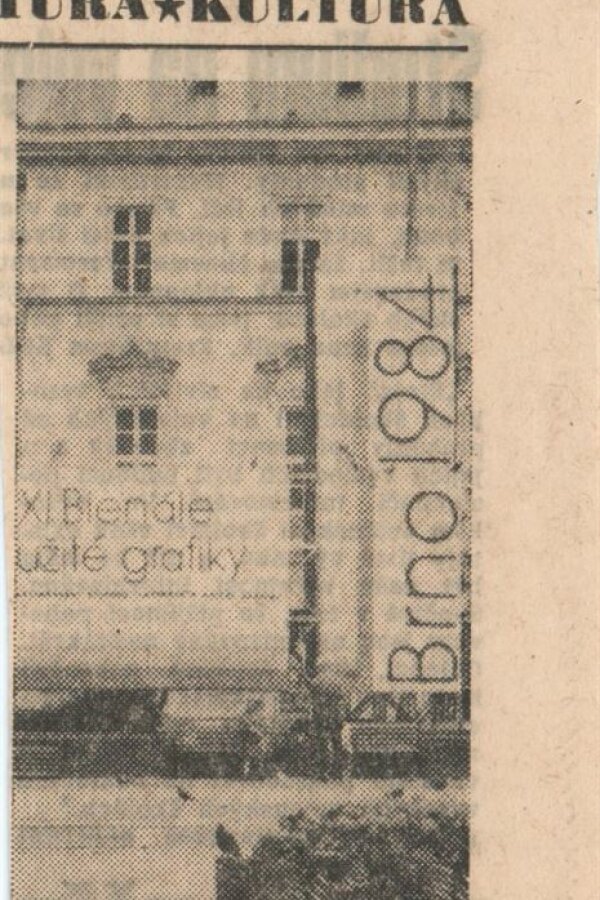 TURA★KULTURA
XI.Bienále
užité grafiky
Brno 1984